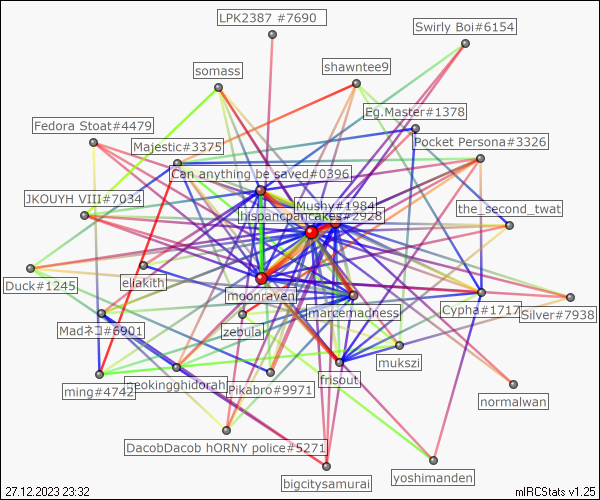 LPK2387 #7690
Swirly Boi#6154
shawntee9
somass
Eg.Master#1378
Fedora Stoat#4479
Pocket Persona#3326
Majestic#3375
Can anything be saved#0396
JKOUYH VIII#7034
Mushy#1984
hispancpancakes#2928
the_second_twat
eliakith
Duck#1245
moonraven
marcemadness
Cypha#1717
Silver#7938
Madネコ#6901
zebula
mukszi
frisout
ming#4742
neokingghidorah
Pikabro#9971
normalwan
DacobDacob hORNY police#5271
bigcitysamurai
yoshimanden
27.12.2023 23:32
mIRCStats v1.25